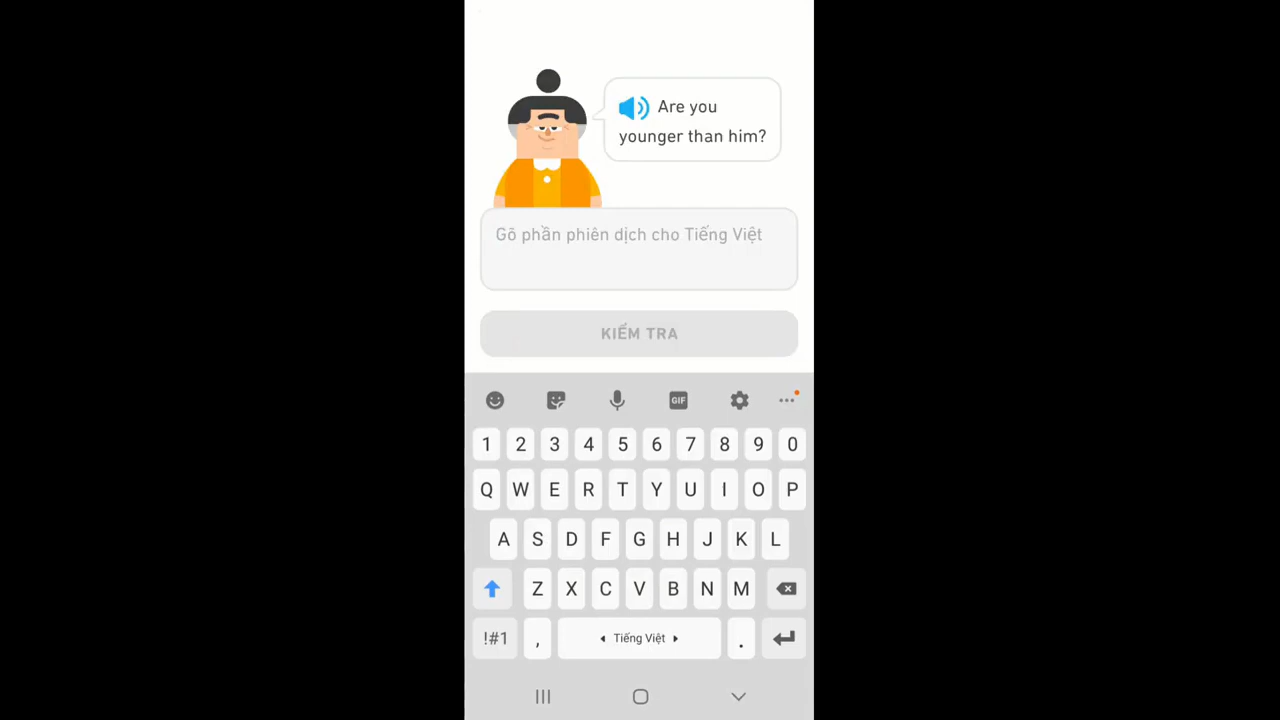 Are you
younger than him?
Gõ phần phiên dịch cho Tiếng Việt
KIỂM TRA
GIF
1 2 3 4 5 6 7 8 9 0
Q W E R T Y U I O P
A S D F G H J K L
Z X C V B N M
!#1 , Tiếng Việt .